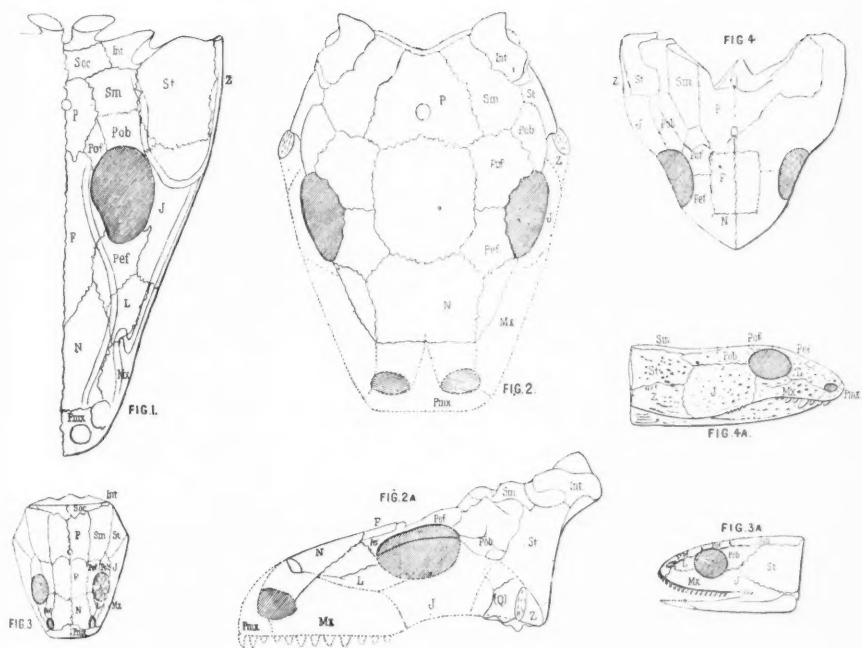 Soc Int
Sm St Z
P
Pob
Pof
F J
Pef
L
N
Mx
Pmx
FIG.1.
Int
P Sm St
Pob
Pof Z
J
Pef
N Mx
Pmx
FIG.2.
FIG.4
Z St Sm P
Pob
Pof
F
Pef
N
Sm Pof Pef
Pob
St
Z J Mx Pmx
FIG.4A.
Int
Soc
P Sm St
F J
N Mx
Pmx
FIG.3
FIG.2A
Sm Int
F Pof
N Pob St
L
Pmx Mx J QJ Z
FIG.3A
Pob
L
Mx J St